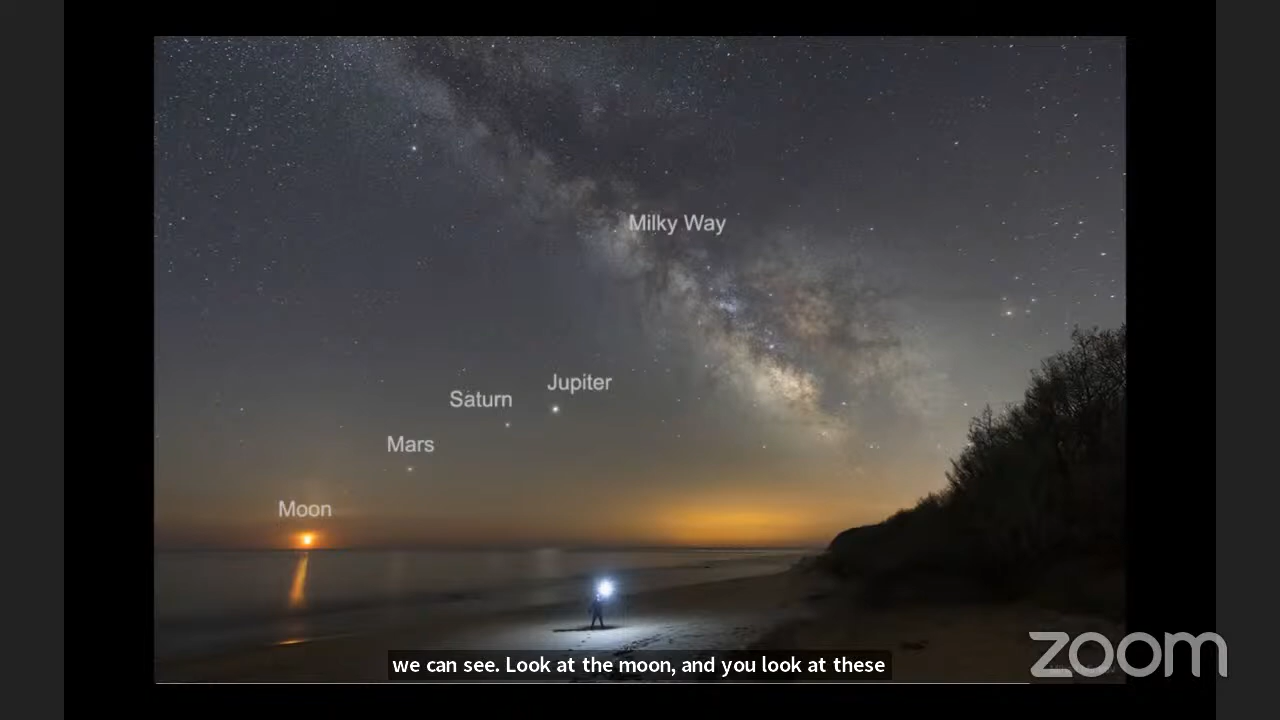 Milky Way
Jupiter
Saturn
Mars
Moon
we can see. Look at the moon, and you look at these
zoom